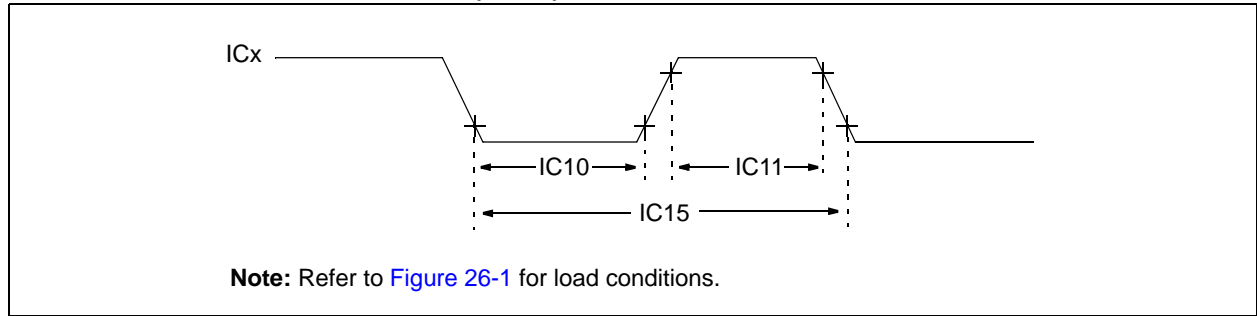 ICx
IC10
IC11
IC15
Note: Refer to Figure 26-1 for load conditions.